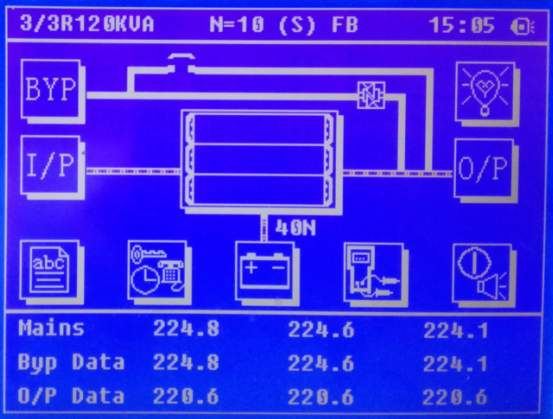 3/3R120KVA N=10 (S) FB 15:05
BYP
I/P O/P
40N
abc
Mains 224.8 224.6 224.1
Byp Data 224.8 224.6 224.1
O/P Data 220.6 220.6 220.6